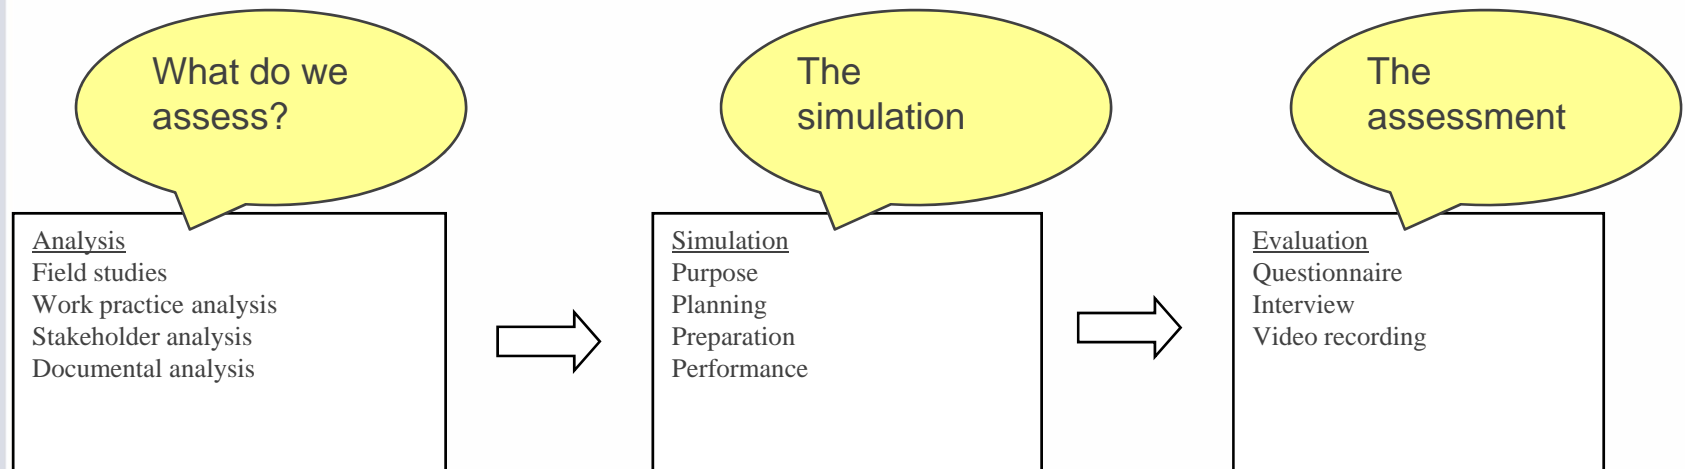 What do we
assess?
The
simulation
The
assessment
Analysis
Field studies
Work practice analysis
Stakeholder analysis
Documental analysis
Simulation
Purpose
Planning
Preparation
Performance
Evaluation
Questionnaire
Interview
Video recording